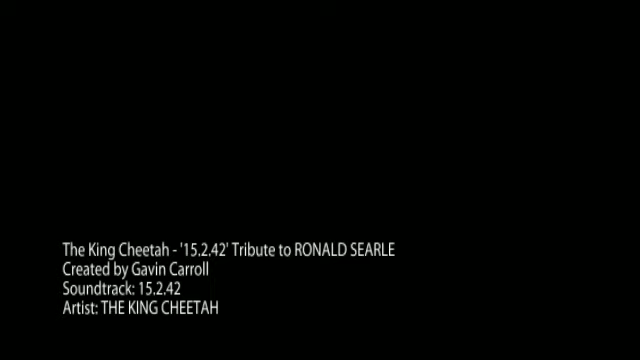 The King Cheetah - '15.2.42' Tribute to RONALD SEARLE
Created by Gavin Carroll
Soundtrack: 15.2.42
Artist: THE KING CHEETAH